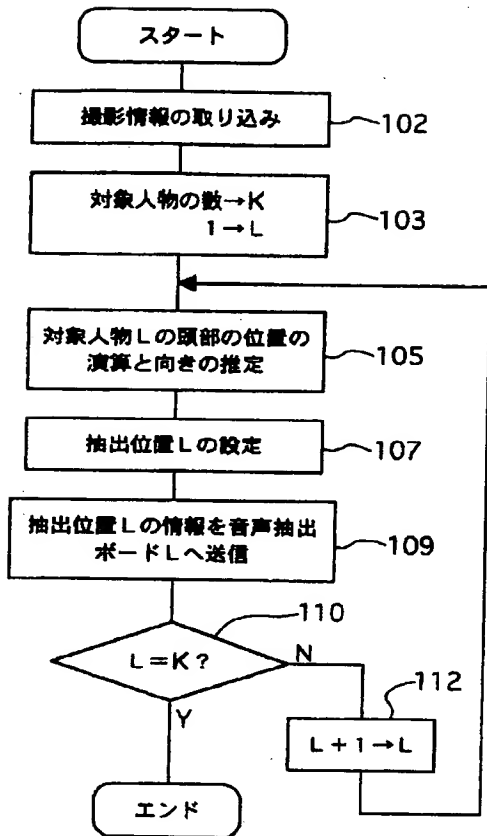 スタート
撮影情報の取り込み
102
対象人物の数→K
1→L
103
対象人物Lの頭部の位置の
演算と向きの推定
105
抽出位置Lの設定
107
抽出位置Lの情報を音声抽出
ボードLへ送信
109
110
L=K?
N
Y
112
L+1→L
エンド